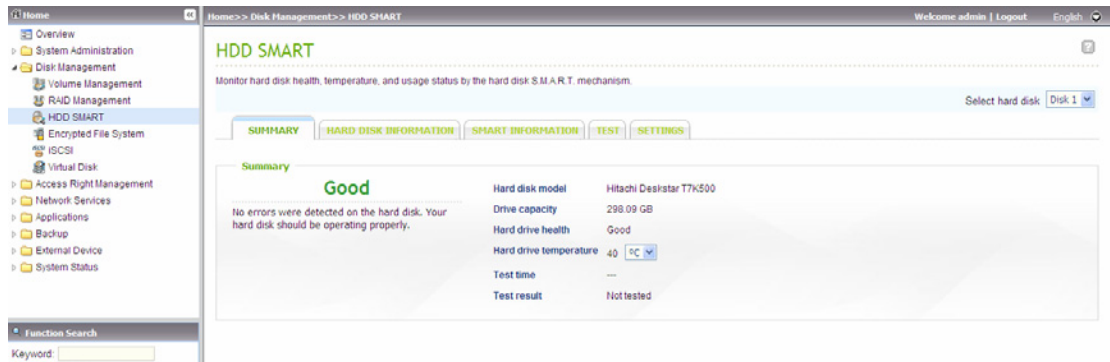 Home
Home>> Disk Management>> HDD SMART
Welcome admin | Logout
English
Overview
System Administration
Disk Management
Volume Management
RAID Management
HDD SMART
Encrypted File System
iSCSI
Virtual Disk
Access Right Management
Network Services
Applications
Backup
External Device
System Status
Function Search
Keyword:
HDD SMART
?
Monitor hard disk health, temperature, and usage status by the hard disk S.M.A.R.T. mechanism.
Select hard disk Disk 1
SUMMARY HARD DISK INFORMATION SMART INFORMATION TEST SETTINGS
Summary
Good
No errors were detected on the hard disk. Your
hard disk should be operating properly.
Hard disk model Hitachi Deskstar T7K500
Drive capacity 298.09 GB
Hard drive health Good
Hard drive temperature 40 ºC
Test time ---
Test result Not tested